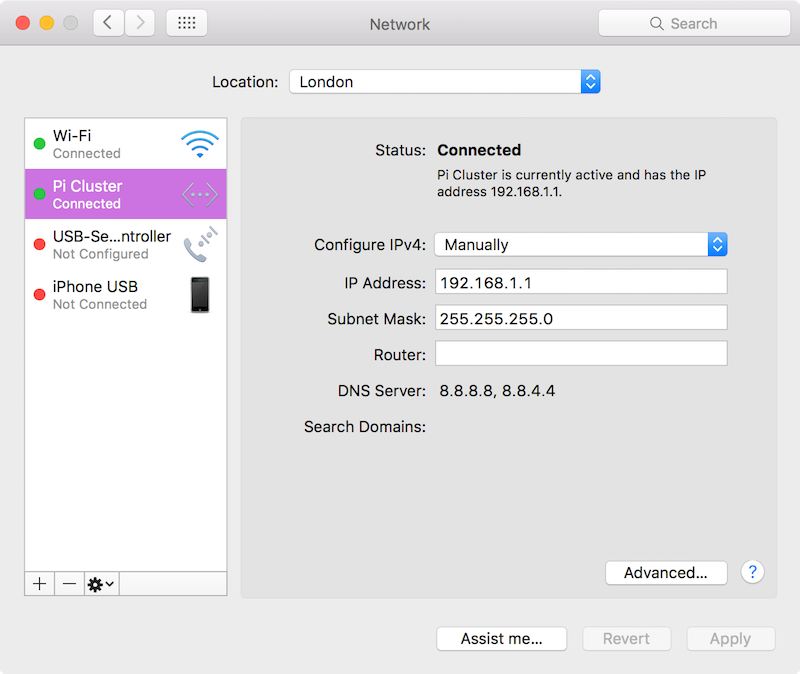 Network
Search
Location: London
Wi-Fi
Connected
Pi Cluster
Connected
USB-Se...ntroller
Not Configured
iPhone USB
Not Connected
Status: Connected
Pi Cluster is currently active and has the IP
address 192.168.1.1.
Configure IPv4: Manually
IP Address: 192.168.1.1
Subnet Mask: 255.255.255.0
Router:
DNS Server: 8.8.8.8, 8.8.4.4
Search Domains:
Advanced...
?
Assist me...
Revert
Apply